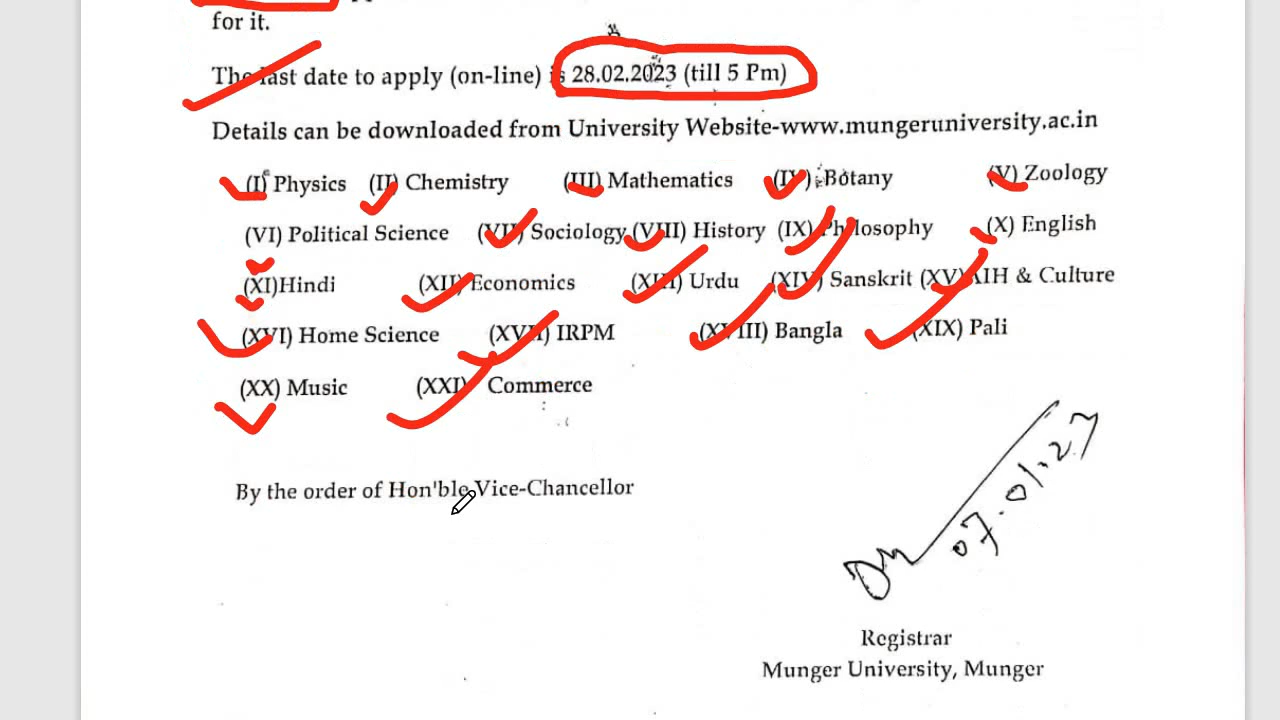 for it.
The last date to apply (on-line) is 28.02.2023 (till 5 Pm)
Details can be downloaded from University Website-www.mungeruniversity.ac.in
(I) Physics (II) Chemistry (III) Mathematics (IV) Botany (V) Zoology
(VI) Political Science (VII) Sociology (VIII) History (IX) Philosophy (X) English
(XI)Hindi (XII) Economics (XIII) Urdu (XIV) Sanskrit (XV) AIH & Culture
(XVI) Home Science (XVII) IRPM (XVIII) Bangla (XIX) Pali
(XX) Music (XXI) Commerce
By the order of Hon'ble Vice-Chancellor
07.01.23
Registrar
Munger University, Munger